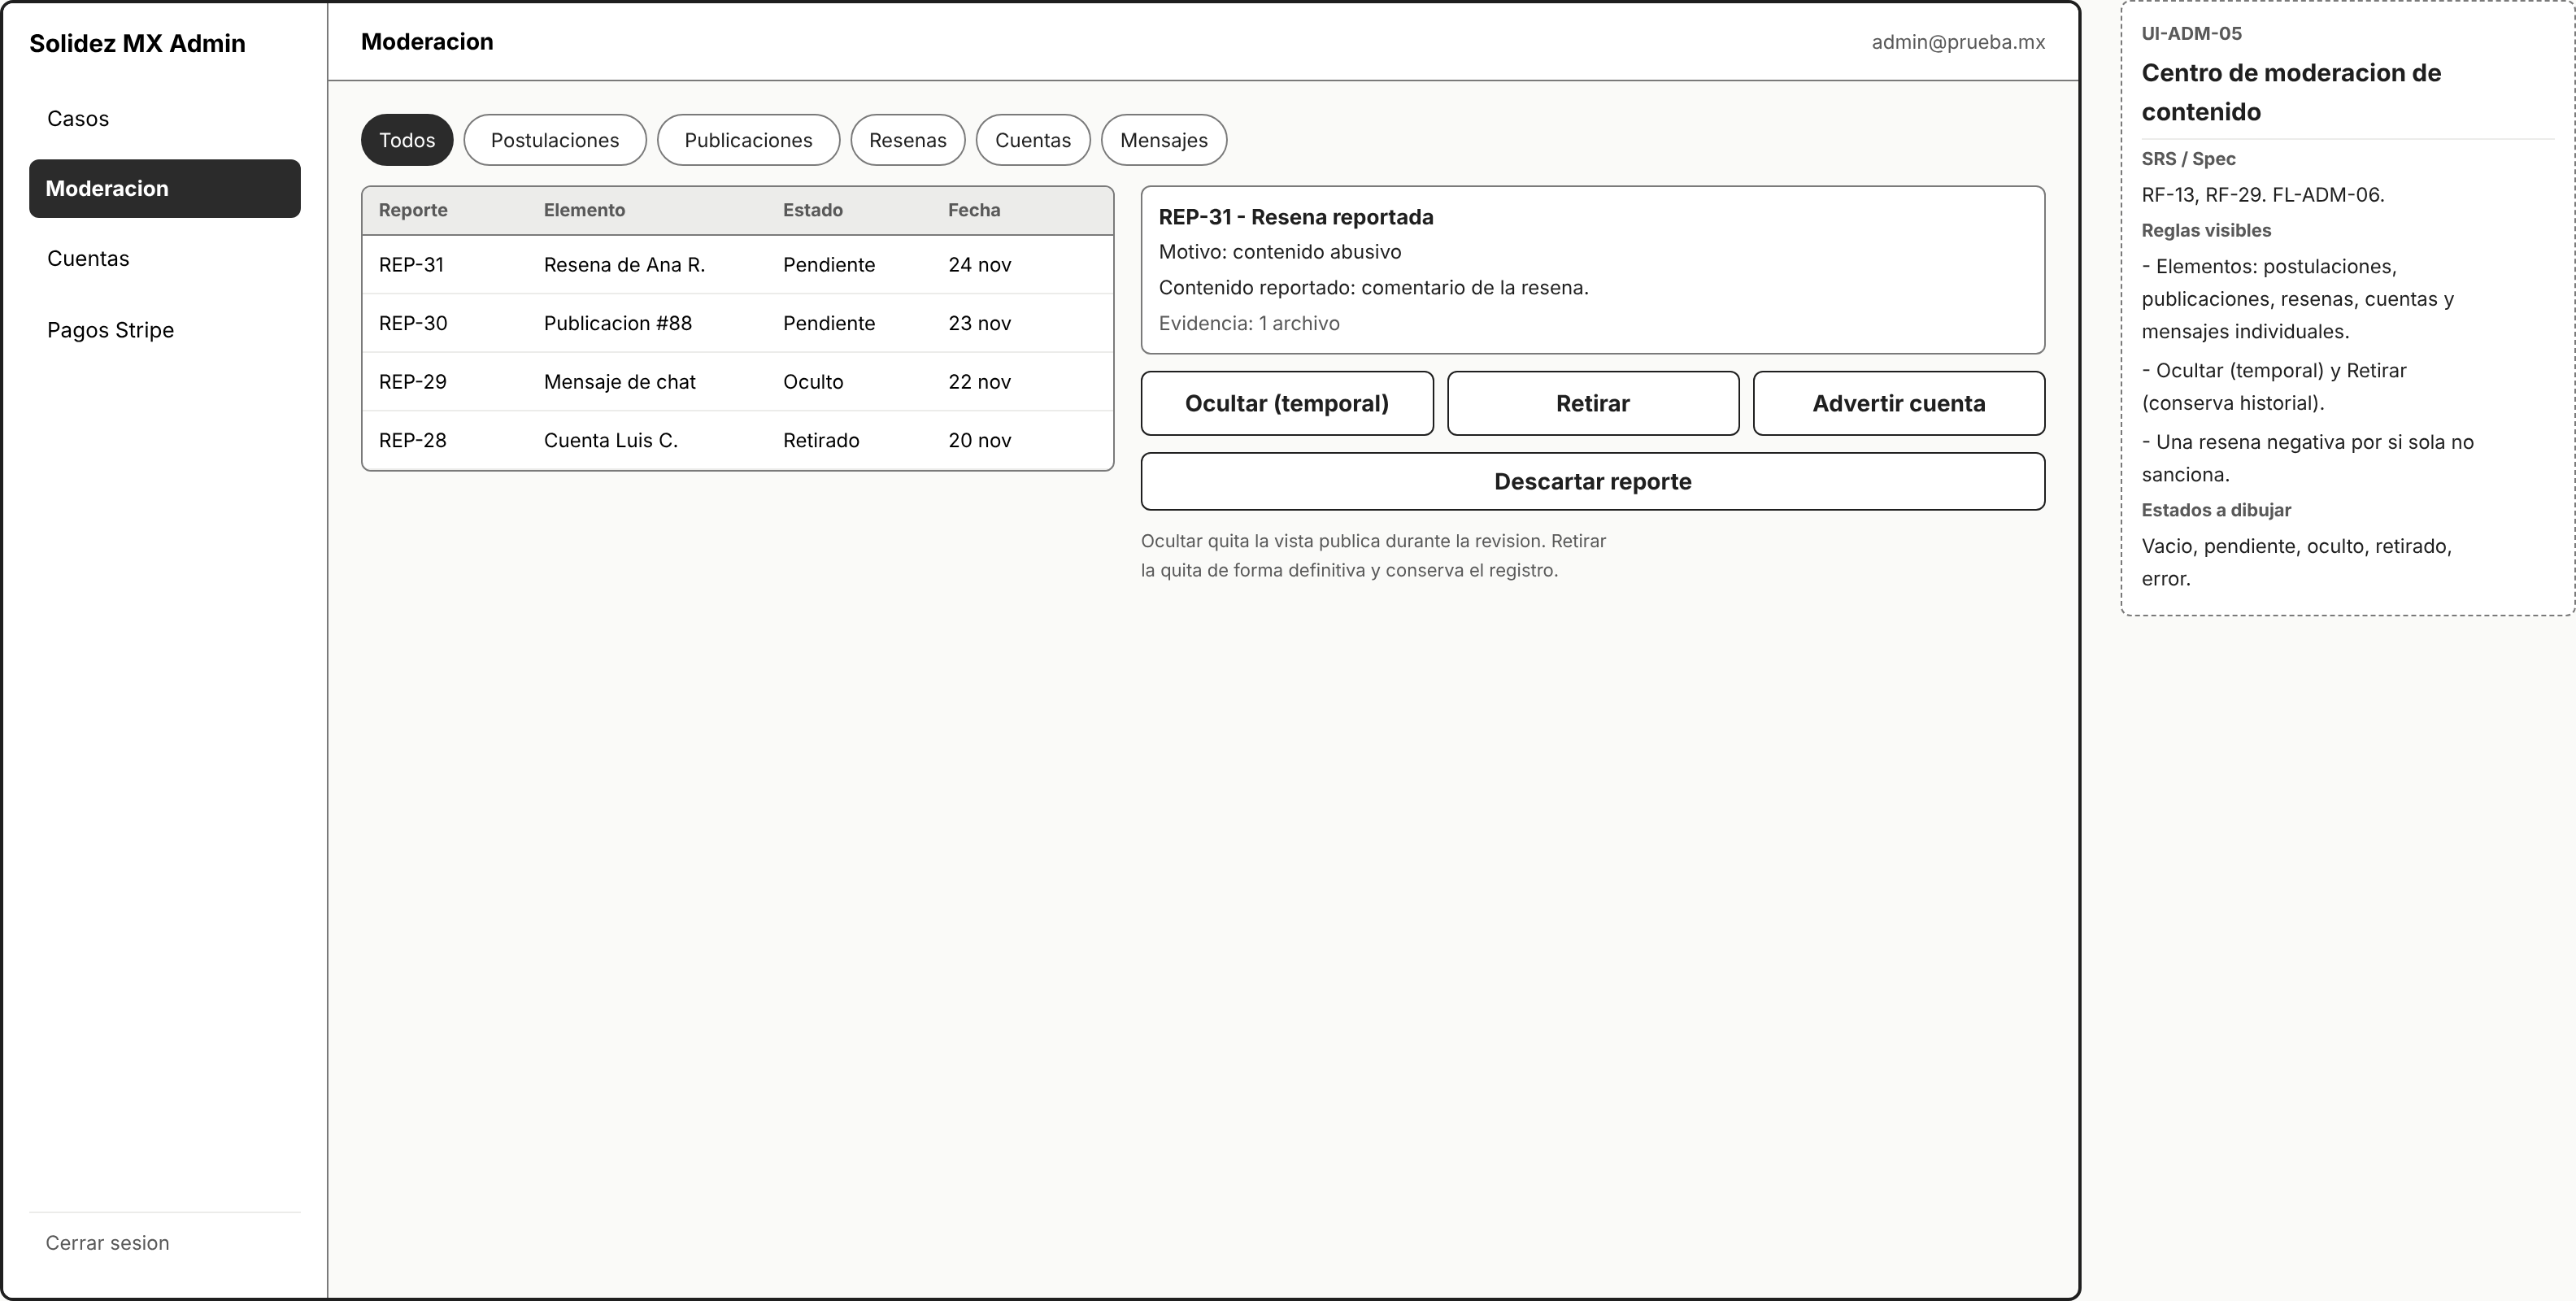 Solidez MX Admin
Casos
Moderacion
Cuentas
Pagos Stripe
Cerrar sesion
Moderacion
admin@prueba.mx
Todos
Postulaciones
Publicaciones
Resenas
Cuentas
Mensajes
Reporte Elemento Estado Fecha
REP-31 Resena de Ana R. Pendiente 24 nov
REP-30 Publicacion #88 Pendiente 23 nov
REP-29 Mensaje de chat Oculto 22 nov
REP-28 Cuenta Luis C. Retirado 20 nov
REP-31 - Resena reportada
Motivo: contenido abusivo
Contenido reportado: comentario de la resena.
Evidencia: 1 archivo
Ocultar (temporal)
Retirar
Advertir cuenta
Descartar reporte
Ocultar quita la vista publica durante la revision. Retirar
la quita de forma definitiva y conserva el registro.
UI-ADM-05
Centro de moderacion de
contenido
SRS / Spec
RF-13, RF-29. FL-ADM-06.
Reglas visibles
- Elementos: postulaciones,
publicaciones, resenas, cuentas y
mensajes individuales.
- Ocultar (temporal) y Retirar
(conserva historial).
- Una resena negativa por si sola no
sanciona.
Estados a dibujar
Vacio, pendiente, oculto, retirado,
error.